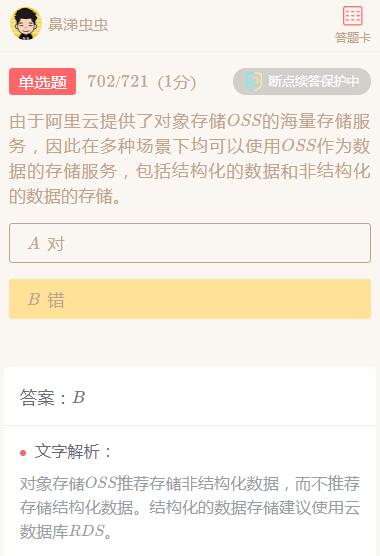 鼻涕虫虫
答题卡
单选题 702/721 (1分) 断点续答保护中
由于阿里云提供了对象存储OSS的海量存储服
务，因此在多种场景下均可以使用OSS作为数
据的存储服务，包括结构化的数据和非结构化
的数据的存储。
A 对
B 错
答案：B
文字解析：
对象存储OSS推荐存储非结构化数据，而不推荐
存储结构化数据。结构化的数据存储建议使用云
数据库RDS。